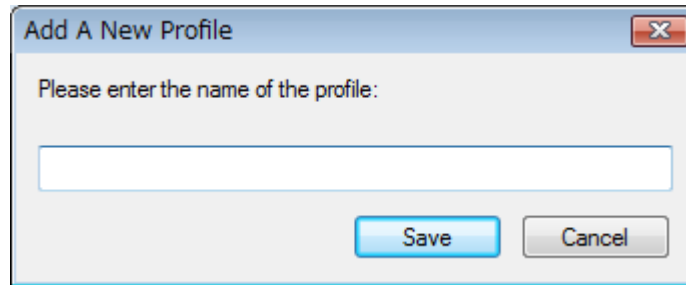 Add A New Profile
Please enter the name of the profile:
Save
Cancel